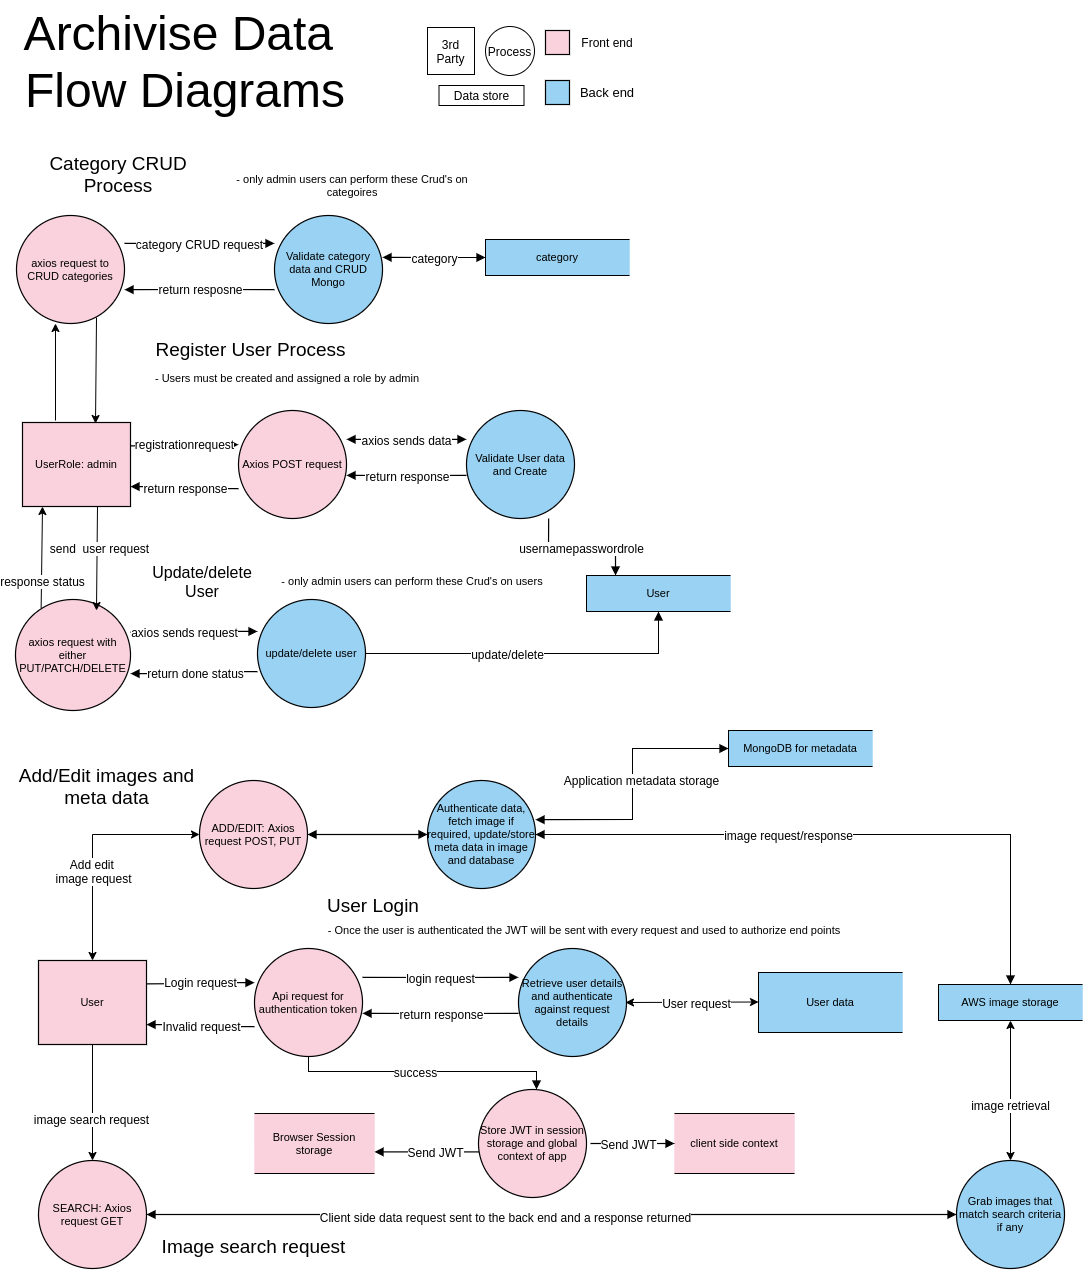 Archivise Data
Flow Diagrams
3rd
Party
Process
Data store
Front end
Back end
Category CRUD
Process
- only admin users can perform these Crud's on
categoires
axios request to
CRUD categories
category CRUD request
return resposne
Validate category
data and CRUD
Mongo
category
category
Register User Process
- Users must be created and assigned a role by admin
UserRole: admin
registrationrequest
return response
Axios POST request
axios sends data
return response
Validate User data
and Create
usernamepasswordrole
User
send user request
response status
Update/delete
User
- only admin users can perform these Crud's on users
axios request with
either
PUT/PATCH/DELETE
axios sends request
return done status
update/delete user
update/delete
Add/Edit images and
meta data
ADD/EDIT: Axios
request POST, PUT
Authenticate data,
fetch image if
required, update/store
meta data in image
and database
Application metadata storage
MongoDB for metadata
image request/response
Add edit
image request
User Login
- Once the user is authenticated the JWT will be sent with every request and used to authorize end points
User
Login request
Invalid request
Api request for
authentication token
login request
return response
Retrieve user details
and authenticate
against request
details
User request
User data
AWS image storage
success
image search request
Browser Session
storage
Send JWT
Store JWT in session
storage and global
context of app
Send JWT
client side context
image retrieval
SEARCH: Axios
request GET
Client side data request sent to the back end and a response returned
Grab images that
match search criteria
if any
Image search request